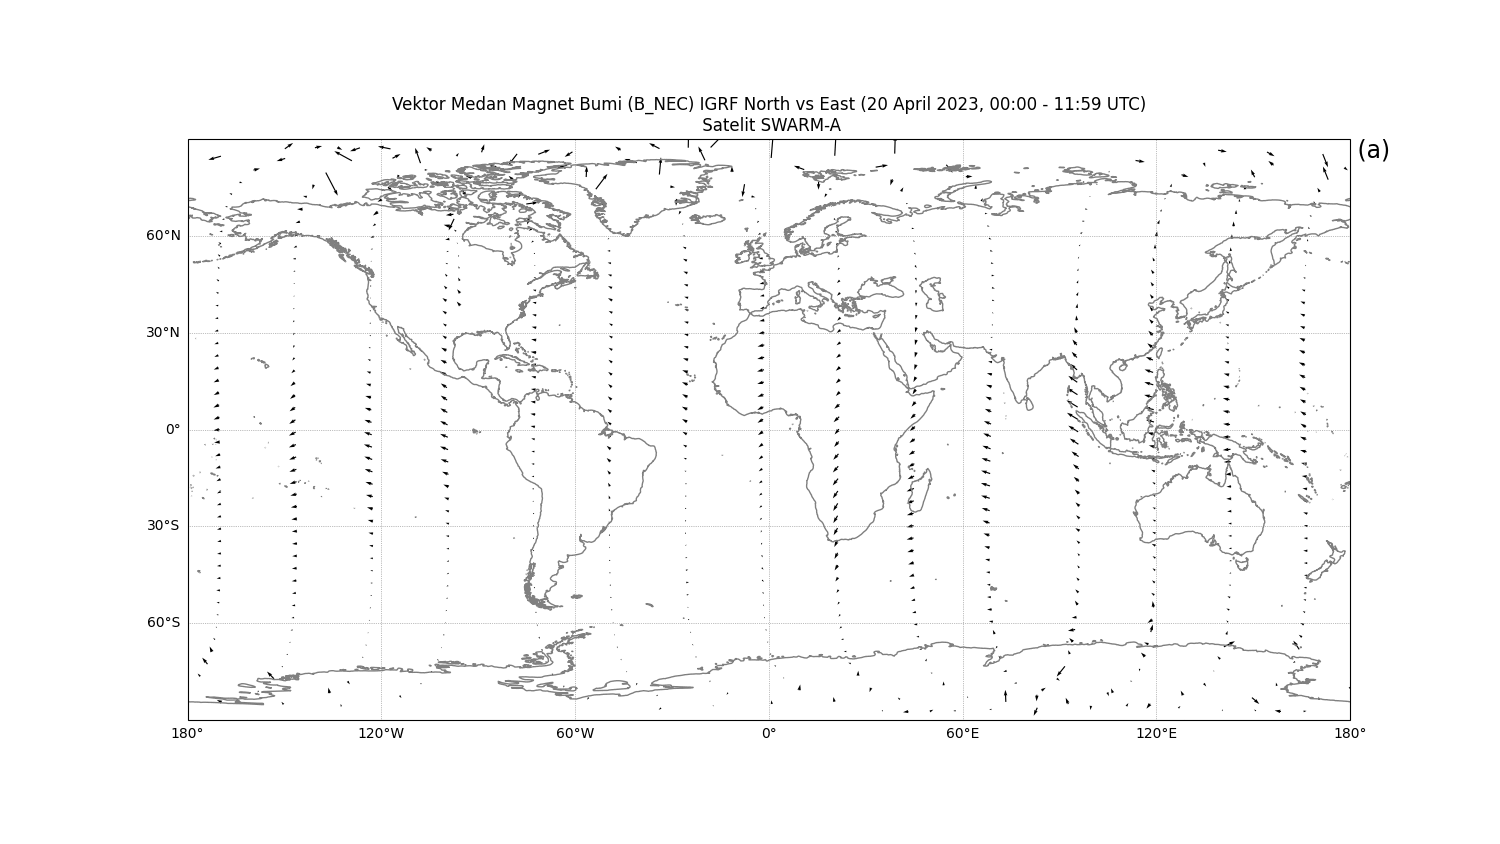 Vektor Medan Magnet Bumi (B_NEC) IGRF North vs East (20 April 2023, 00:00 - 11:59 UTC)
Satelit SWARM-A
(a)
60°N
30°N
0°
30°S
60°S
180° 120°W 60°W 0° 60°E 120°E 180°